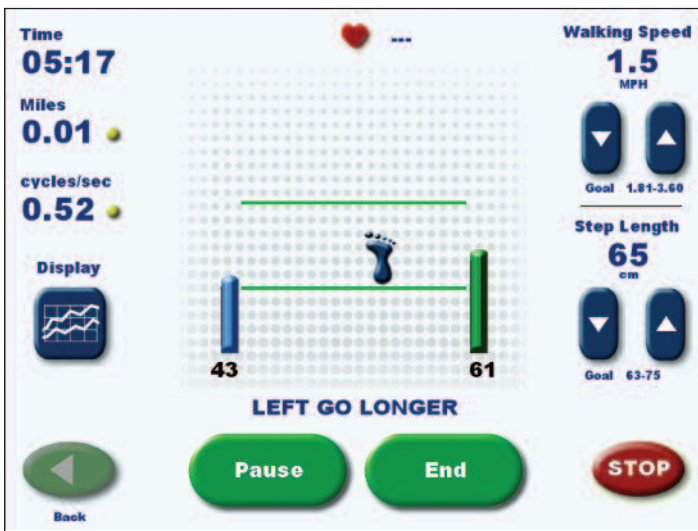 Time
05:17
Miles
0.01
cycles/sec
0.52
Display
---
43
61
LEFT GO LONGER
Walking Speed
1.5
MPH
Goal 1.81-3.60
Step Length
65
cm
Goal 63-75
Back
Pause
End
STOP